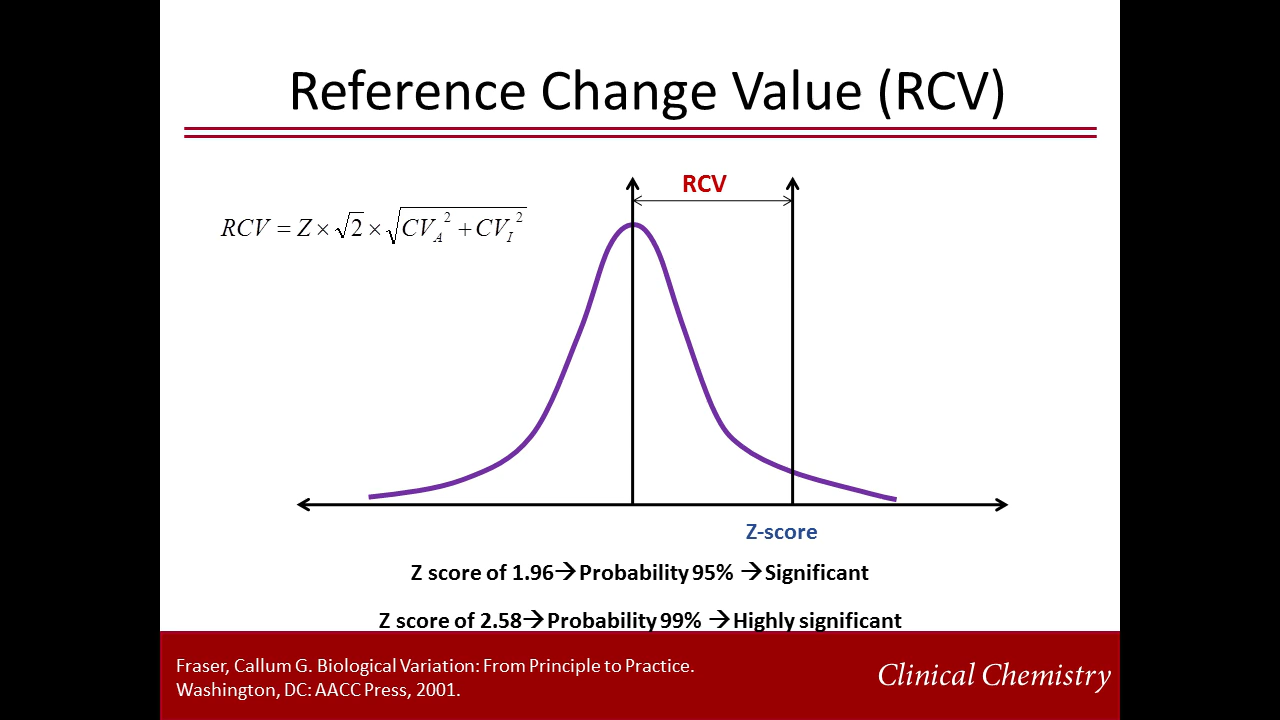 Reference Change Value (RCV)
RCV
RCV = Z × √2 × √CV_A² + CV_I²
Z-score
Z score of 1.96→Probability 95% →Significant
Z score of 2.58→Probability 99% →Highly significant
Fraser, Callum G. Biological Variation: From Principle to Practice.
Washington, DC: AACC Press, 2001.
Clinical Chemistry